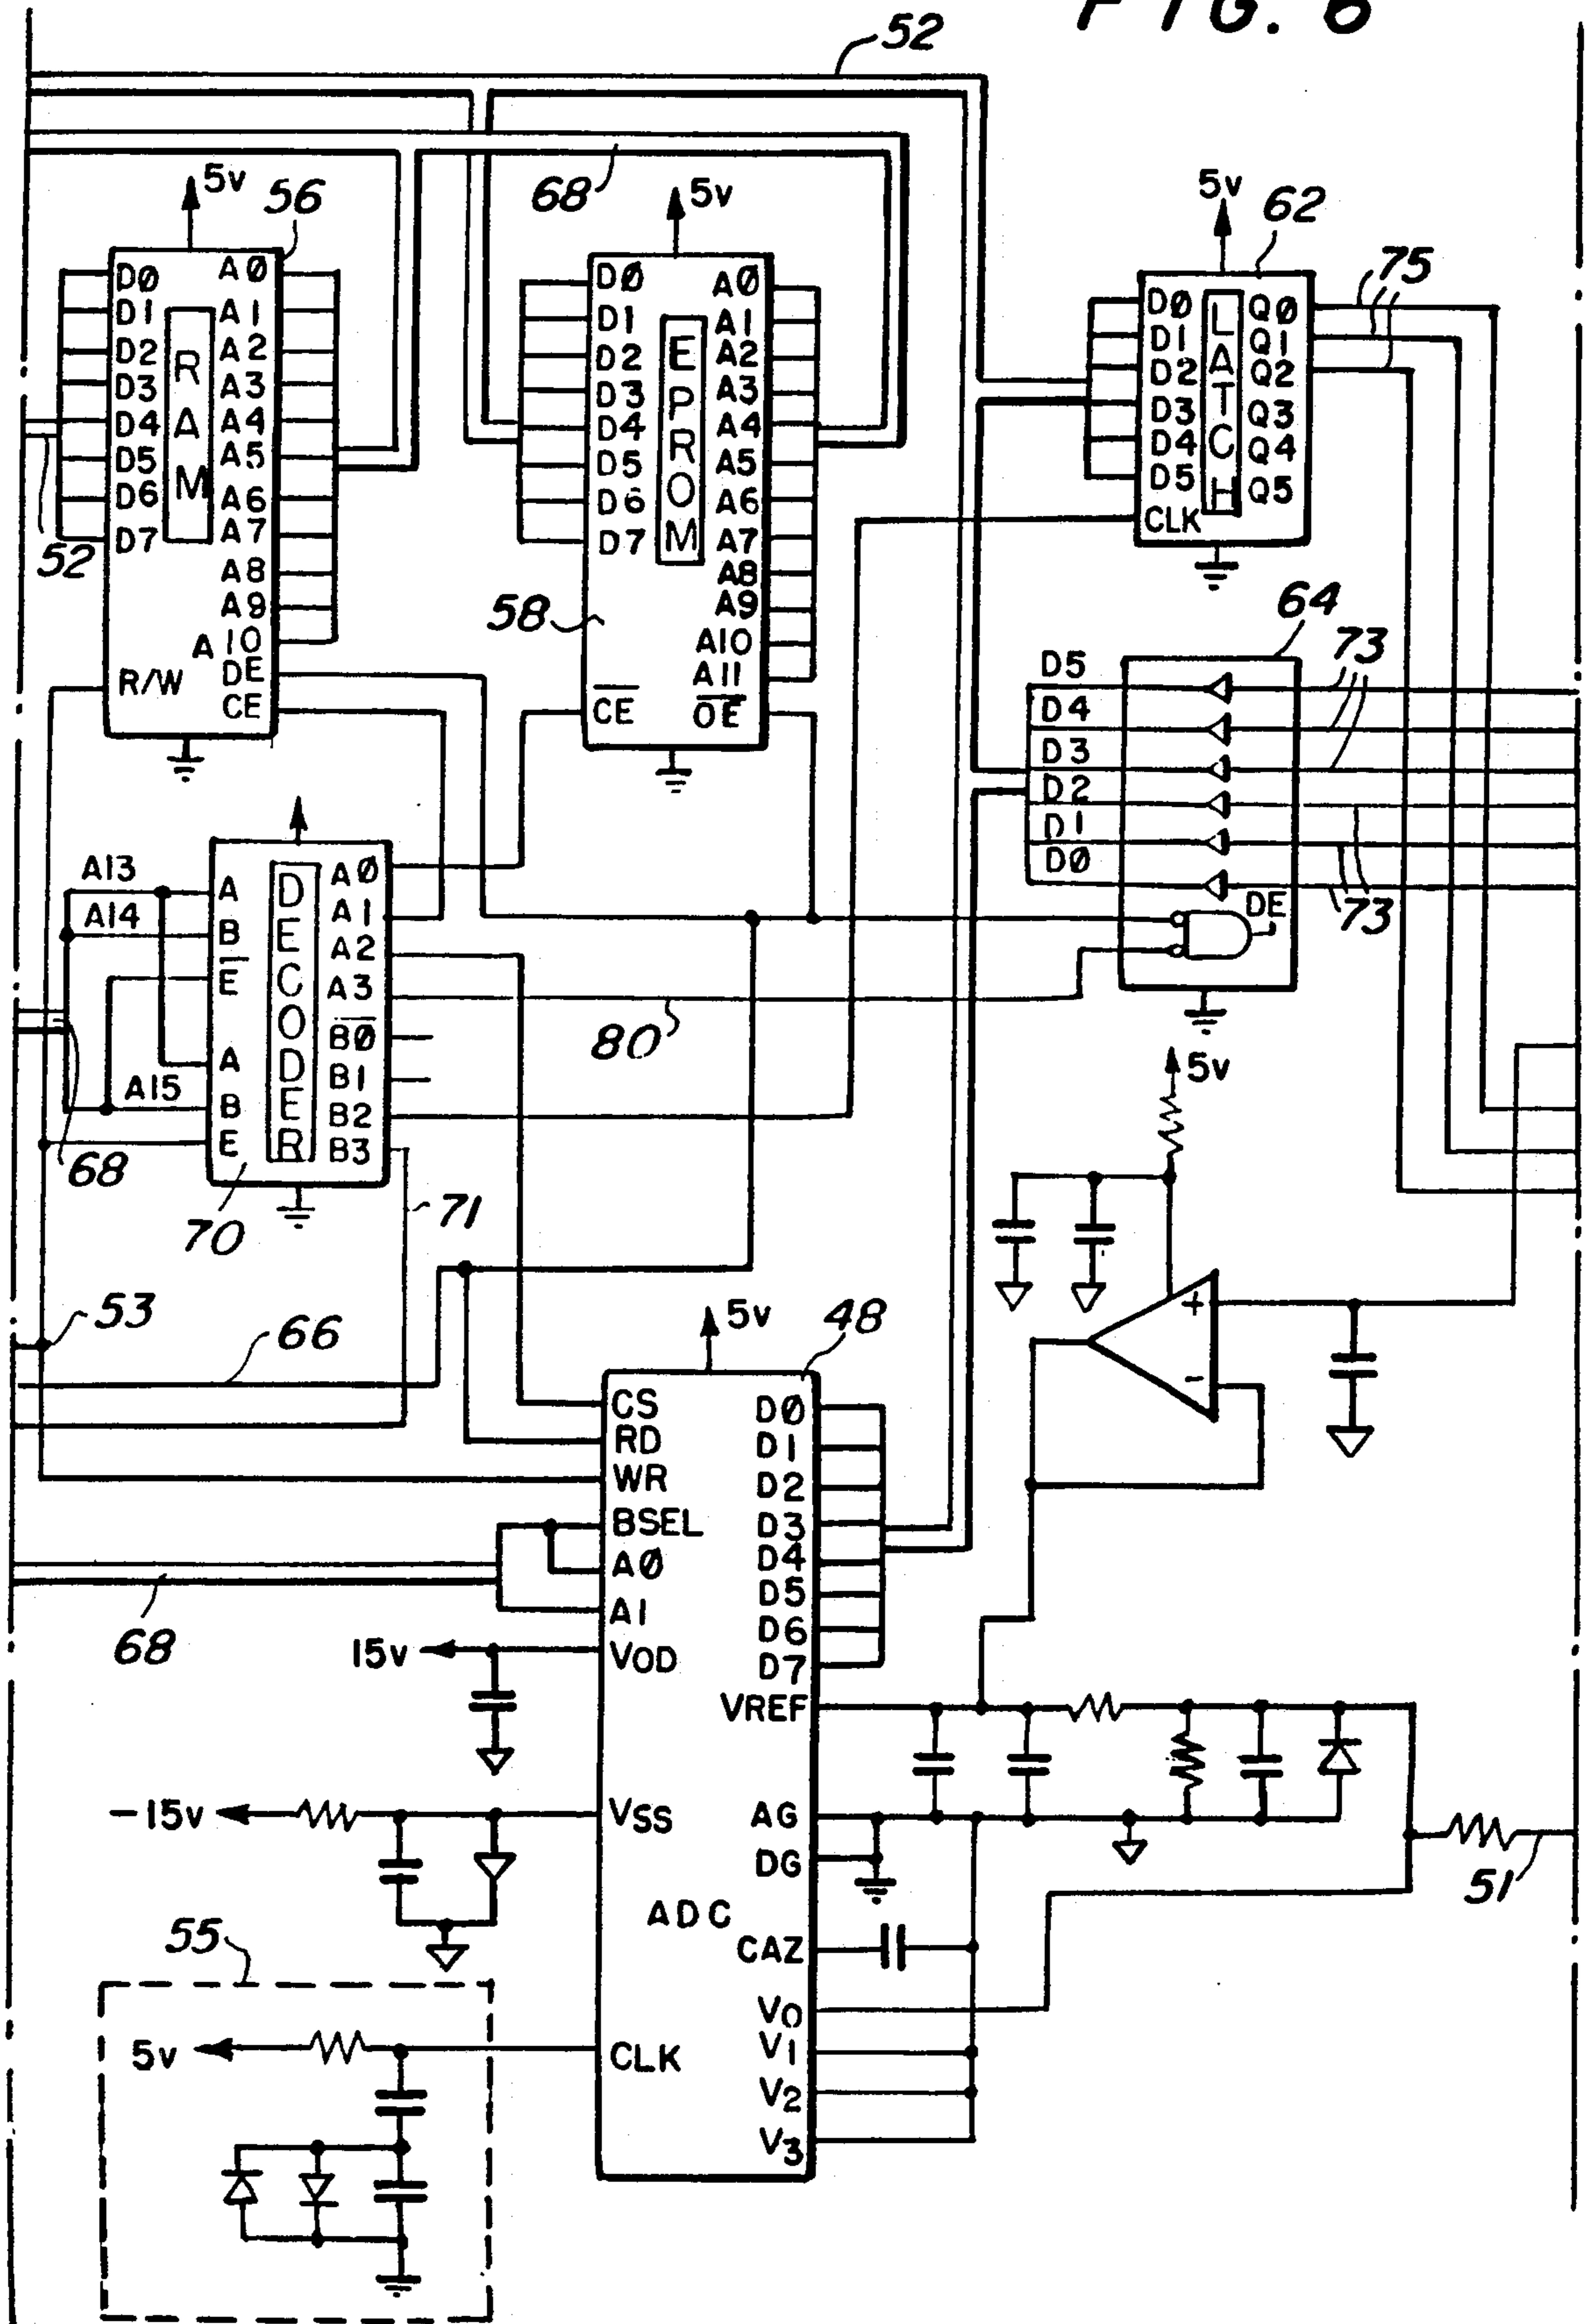 FIG. 6
52
68
5v
56
D0
D1
D2
D3
D4
D5
D6
D7
R/W
RAM
A0
A1
A2
A3
A4
A5
A6
A7
A8
A9
A10
DE
CE
52
5v
D0
D1
D2
D3
D4
D5
D6
D7
58
CE
EPROM
A0
A1
A2
A3
A4
A5
A6
A7
A8
A9
A10
A11
OE
5v
62
D0
D1
D2
D3
D4
D5
CLK
LATCH
Q0
Q1
Q2
Q3
Q4
Q5
75
64
D5
D4
D3
D2
D1
D0
DE
73
73
A13
A14
A15
68
A
B
E
A
B
E
DECODER
A0
A1
A2
A3
B0
B1
B2
B3
70
71
80
53
66
5v
5v
48
CS
RD
WR
BSEL
A0
A1
VOD
VSS
CLK
ADC
D0
D1
D2
D3
D4
D5
D6
D7
VREF
AG
DG
CAZ
V0
V1
V2
V3
+
-
68
15v
-15v
51
55
5v